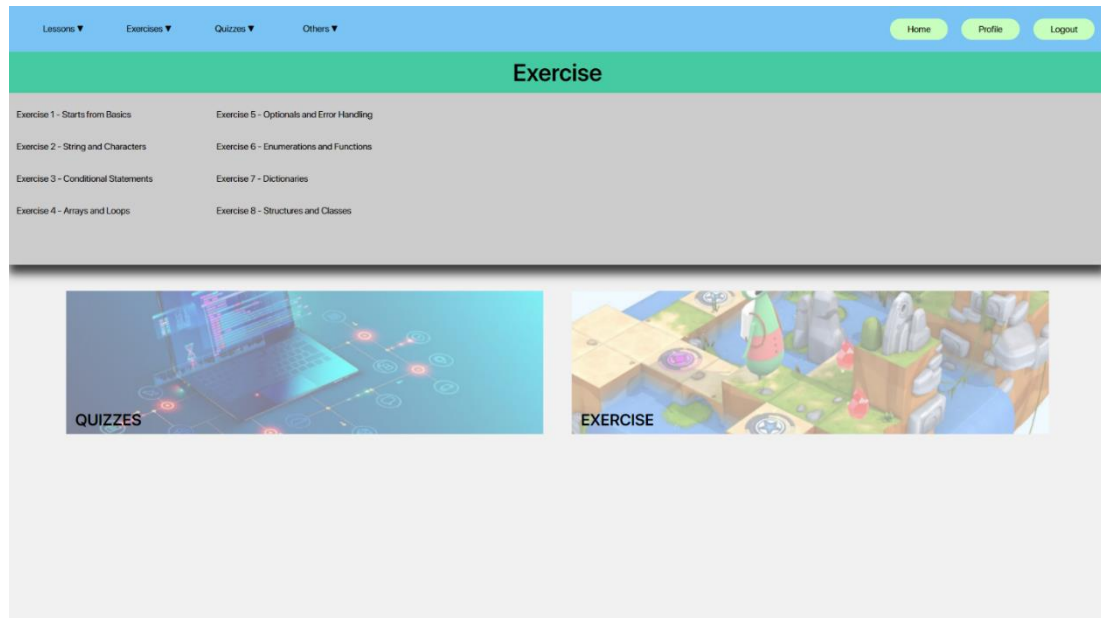 Lessons ▼ Exercises ▼ Quizzes ▼ Others ▼ Home Profile Logout
Exercise
Exercise 1 - Starts from Basics
Exercise 2 - String and Characters
Exercise 3 - Conditional Statements
Exercise 4 - Arrays and Loops
Exercise 5 - Optionals and Error Handling
Exercise 6 - Enumerations and Functions
Exercise 7 - Dictionaries
Exercise 8 - Structures and Classes
QUIZZES
EXERCISE